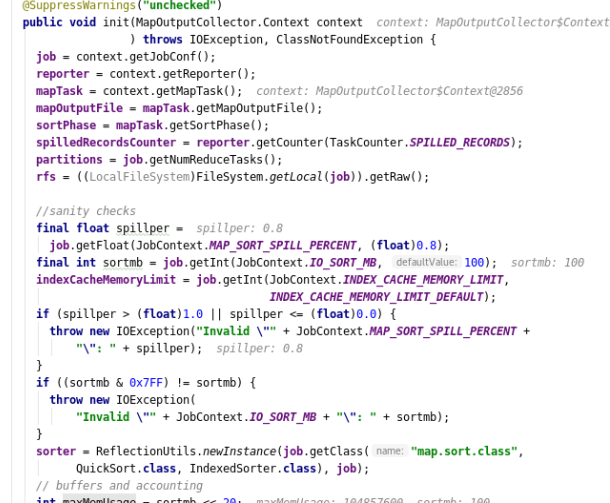 @SuppressWarnings("unchecked")
public void init(MapOutputCollector.Context context  context: MapOutputCollector$Context
                ) throws IOException, ClassNotFoundException {
  job = context.getJobConf();
  reporter = context.getReporter();
  mapTask = context.getMapTask();  context: MapOutputCollector$Context@2856
  mapOutputFile = mapTask.getMapOutputFile();
  sortPhase = mapTask.getSortPhase();
  spilledRecordsCounter = reporter.getCounter(TaskCounter.SPILLED_RECORDS);
  partitions = job.getNumReduceTasks();
  rfs = ((LocalFileSystem)FileSystem.getLocal(job)).getRaw();

  //sanity checks
  final float spillper =  spillper: 0.8
    job.getFloat(JobContext.MAP_SORT_SPILL_PERCENT, (float)0.8);
  final int sortmb = job.getInt(JobContext.IO_SORT_MB, defaultValue: 100);  sortmb: 100
  indexCacheMemoryLimit = job.getInt(JobContext.INDEX_CACHE_MEMORY_LIMIT,
                                     INDEX_CACHE_MEMORY_LIMIT_DEFAULT);
  if (spillper > (float)1.0 || spillper <= (float)0.0) {
    throw new IOException("Invalid \"" + JobContext.MAP_SORT_SPILL_PERCENT +
        "\": " + spillper);  spillper: 0.8
  }
  if ((sortmb & 0x7FF) != sortmb) {
    throw new IOException(
        "Invalid \"" + JobContext.IO_SORT_MB + "\": " + sortmb);
  }
  sorter = ReflectionUtils.newInstance(job.getClass( name: "map.sort.class",
        QuickSort.class, IndexedSorter.class), job);
  // buffers and accounting
  int maxMemUsage = sortmb << 20;  maxMemUsage: 104857600  sortmb: 100